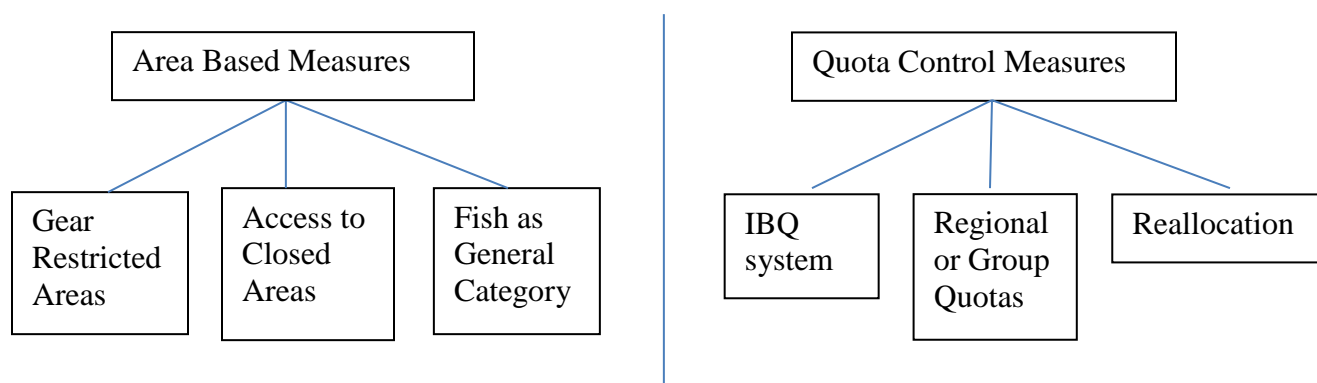 Area Based Measures
Gear
Restricted
Areas
Access to
Closed
Areas
Fish as
General
Category
Quota Control Measures
IBQ
system
Regional
or Group
Quotas
Reallocation